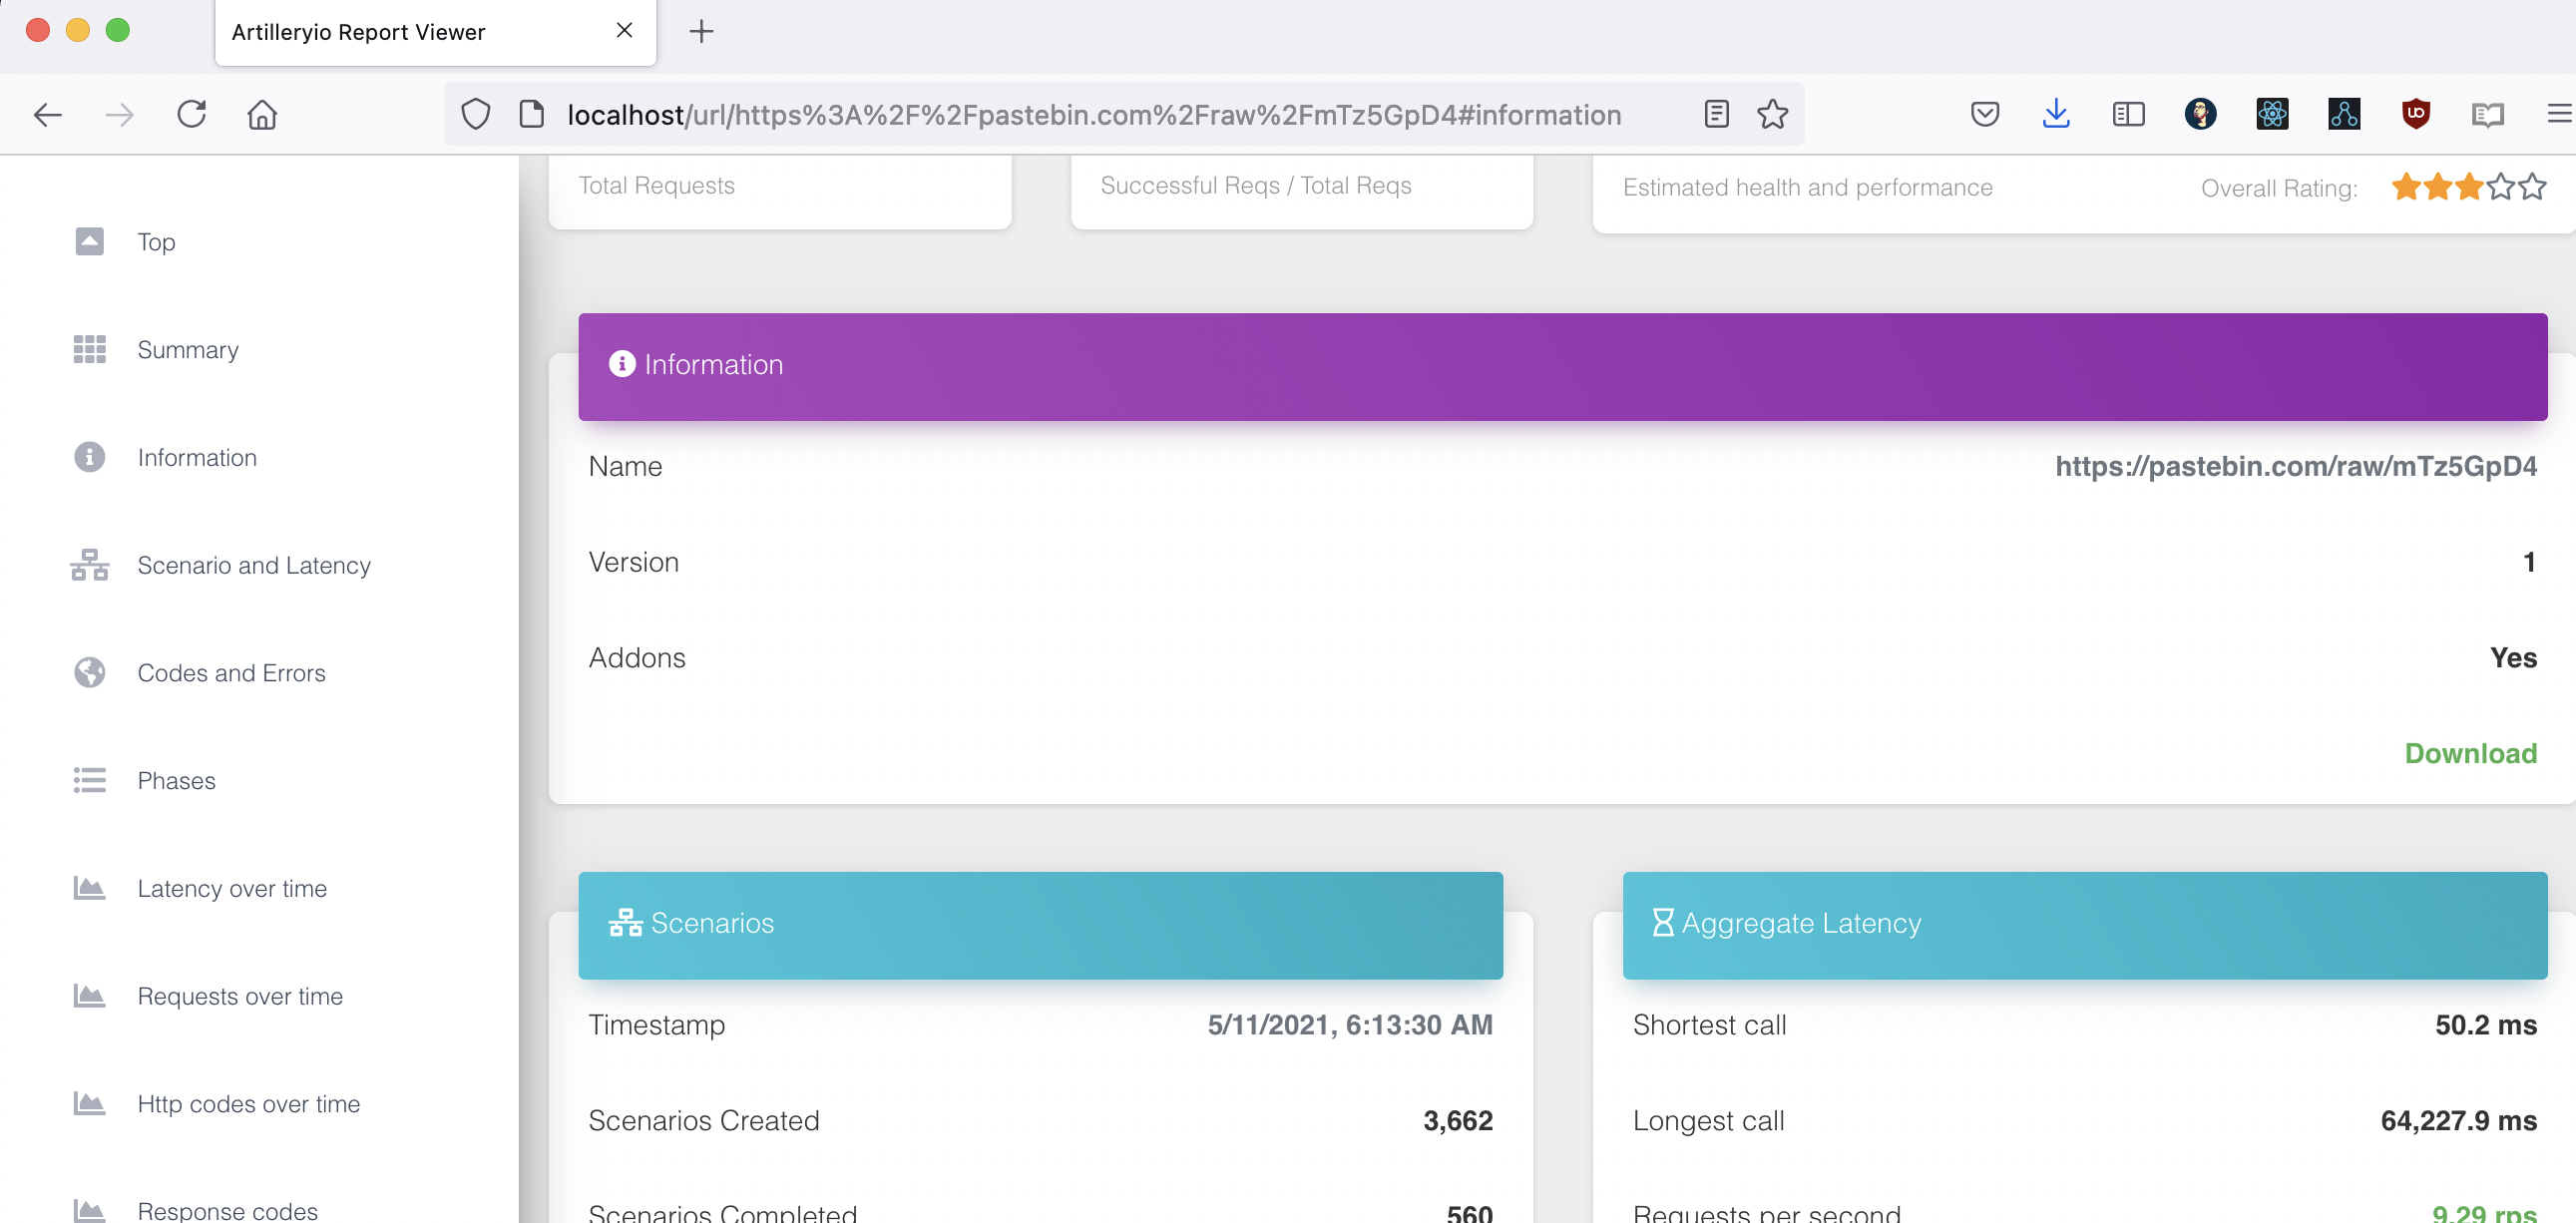 Artilleryio Report Viewer
localhost/url/https%3A%2F%2Fpastebin.com%2Fraw%2FmTz5GpD4#information
Top
Summary
Information
Scenario and Latency
Codes and Errors
Phases
Latency over time
Requests over time
Http codes over time
Response codes
Total Requests
Successful Reqs / Total Reqs
Estimated health and performance
Overall Rating:
Information
Name https://pastebin.com/raw/mTz5GpD4
Version 1
Addons Yes
Download
Scenarios
Timestamp 5/11/2021, 6:13:30 AM
Scenarios Created 3,662
Scenarios Completed 560
Aggregate Latency
Shortest call 50.2 ms
Longest call 64,227.9 ms
Requests per second 9.29 rps